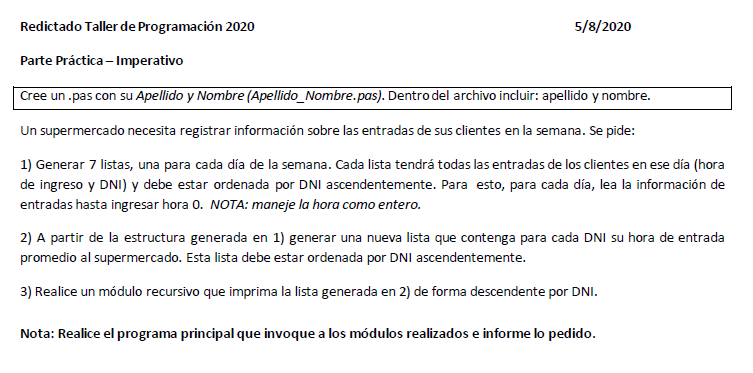 Redictado Taller de Programación 2020 5/8/2020
Parte Práctica – Imperativo
Cree un .pas con su Apellido y Nombre (Apellido_Nombre.pas). Dentro del archivo incluir: apellido y nombre.
Un supermercado necesita registrar información sobre las entradas de sus clientes en la semana. Se pide:
1) Generar 7 listas, una para cada día de la semana. Cada lista tendrá todas las entradas de los clientes en ese día (hora
de ingreso y DNI) y debe estar ordenada por DNI ascendentemente. Para esto, para cada día, lea la información de
entradas hasta ingresar hora 0. NOTA: maneje la hora como entero.
2) A partir de la estructura generada en 1) generar una nueva lista que contenga para cada DNI su hora de entrada
promedio al supermercado. Esta lista debe estar ordenada por DNI ascendentemente.
3) Realice un módulo recursivo que imprima la lista generada en 2) de forma descendente por DNI.
Nota: Realice el programa principal que invoque a los módulos realizados e informe lo pedido.